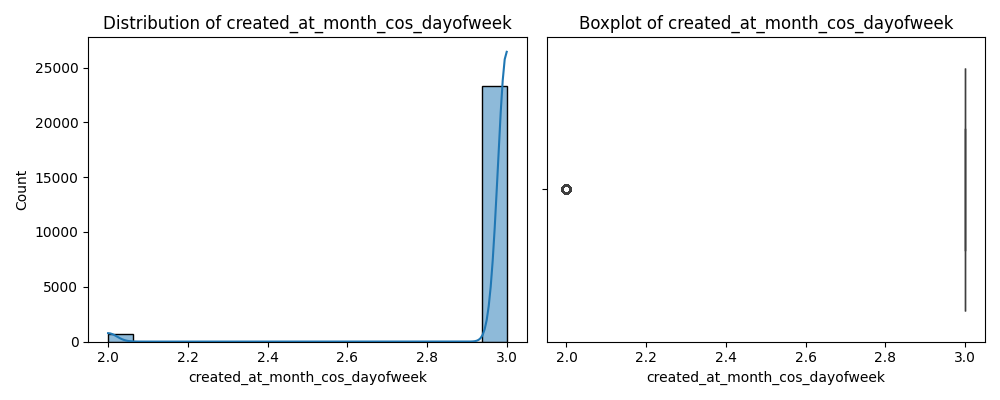 Distribution of created_at_month_cos_dayofweek
Count
25000
20000
15000
10000
5000
0
2.0 2.2 2.4 2.6 2.8 3.0
created_at_month_cos_dayofweek
Boxplot of created_at_month_cos_dayofweek
2.0 2.2 2.4 2.6 2.8 3.0
created_at_month_cos_dayofweek